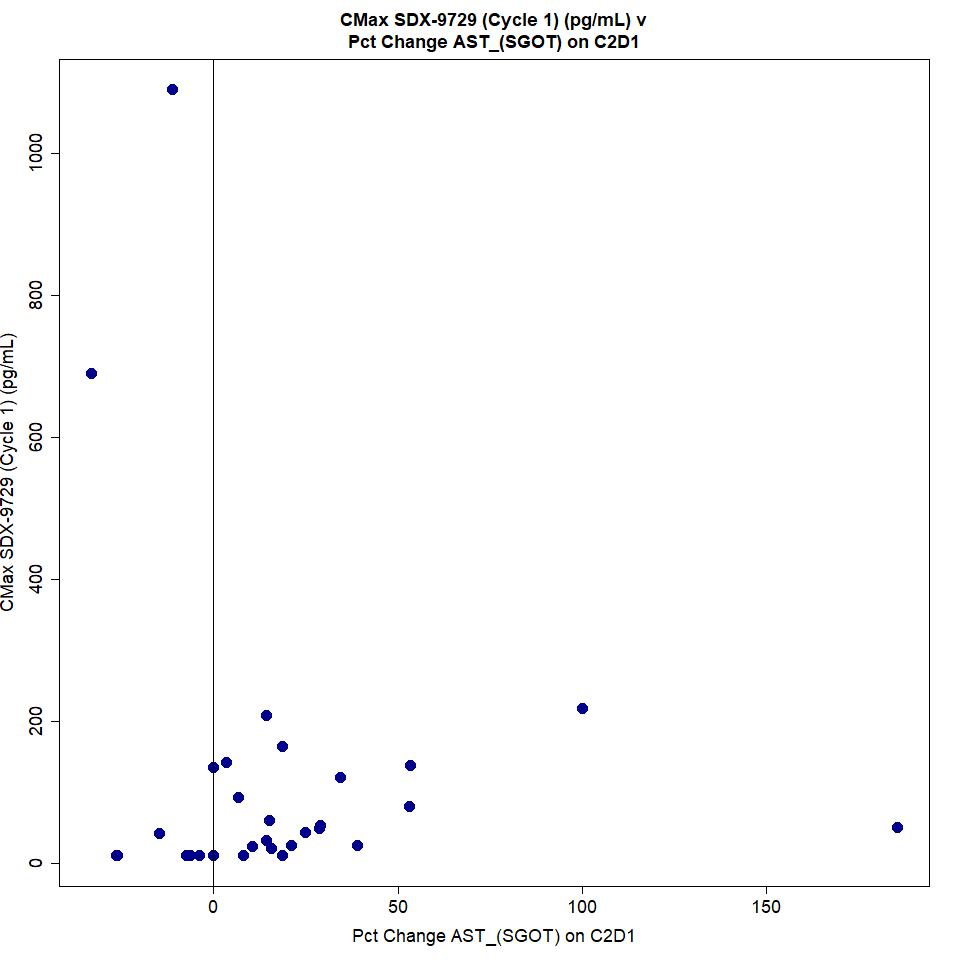 CMax SDX-9729 (Cycle 1) (pg/mL) v
Pct Change AST_(SGOT) on C2D1
1000
800
600
400
200
0
CMax SDX-9729 (Cycle 1) (pg/mL)
0 50 100 150
Pct Change AST_(SGOT) on C2D1